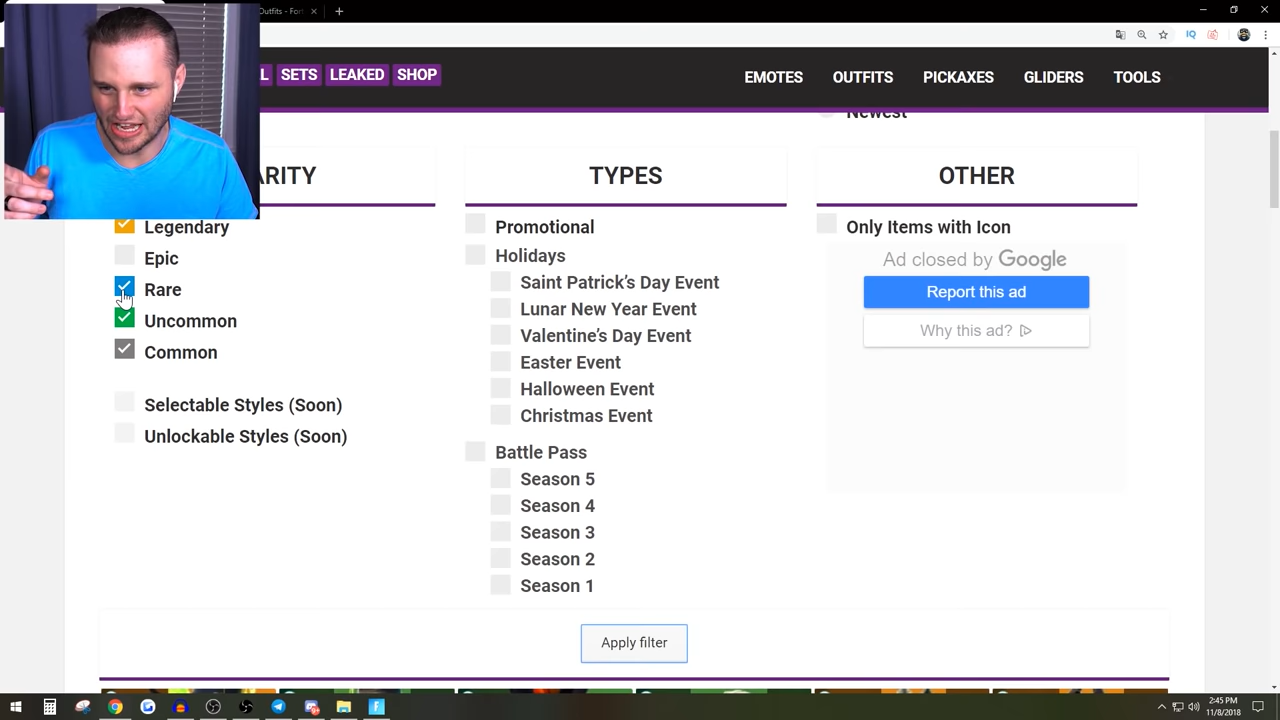 Outfits - Fort
IQ
L SETS LEAKED SHOP
EMOTES OUTFITS PICKAXES GLIDERS TOOLS
Newest
ARITY
Legendary
Epic
Rare
Uncommon
Common
Selectable Styles (Soon)
Unlockable Styles (Soon)
TYPES
Promotional
Holidays
Saint Patrick's Day Event
Lunar New Year Event
Valentine's Day Event
Easter Event
Halloween Event
Christmas Event
Battle Pass
Season 5
Season 4
Season 3
Season 2
Season 1
OTHER
Only Items with Icon
Ad closed by Google
Report this ad
Why this ad?
Apply filter
2:45 PM
11/8/2018